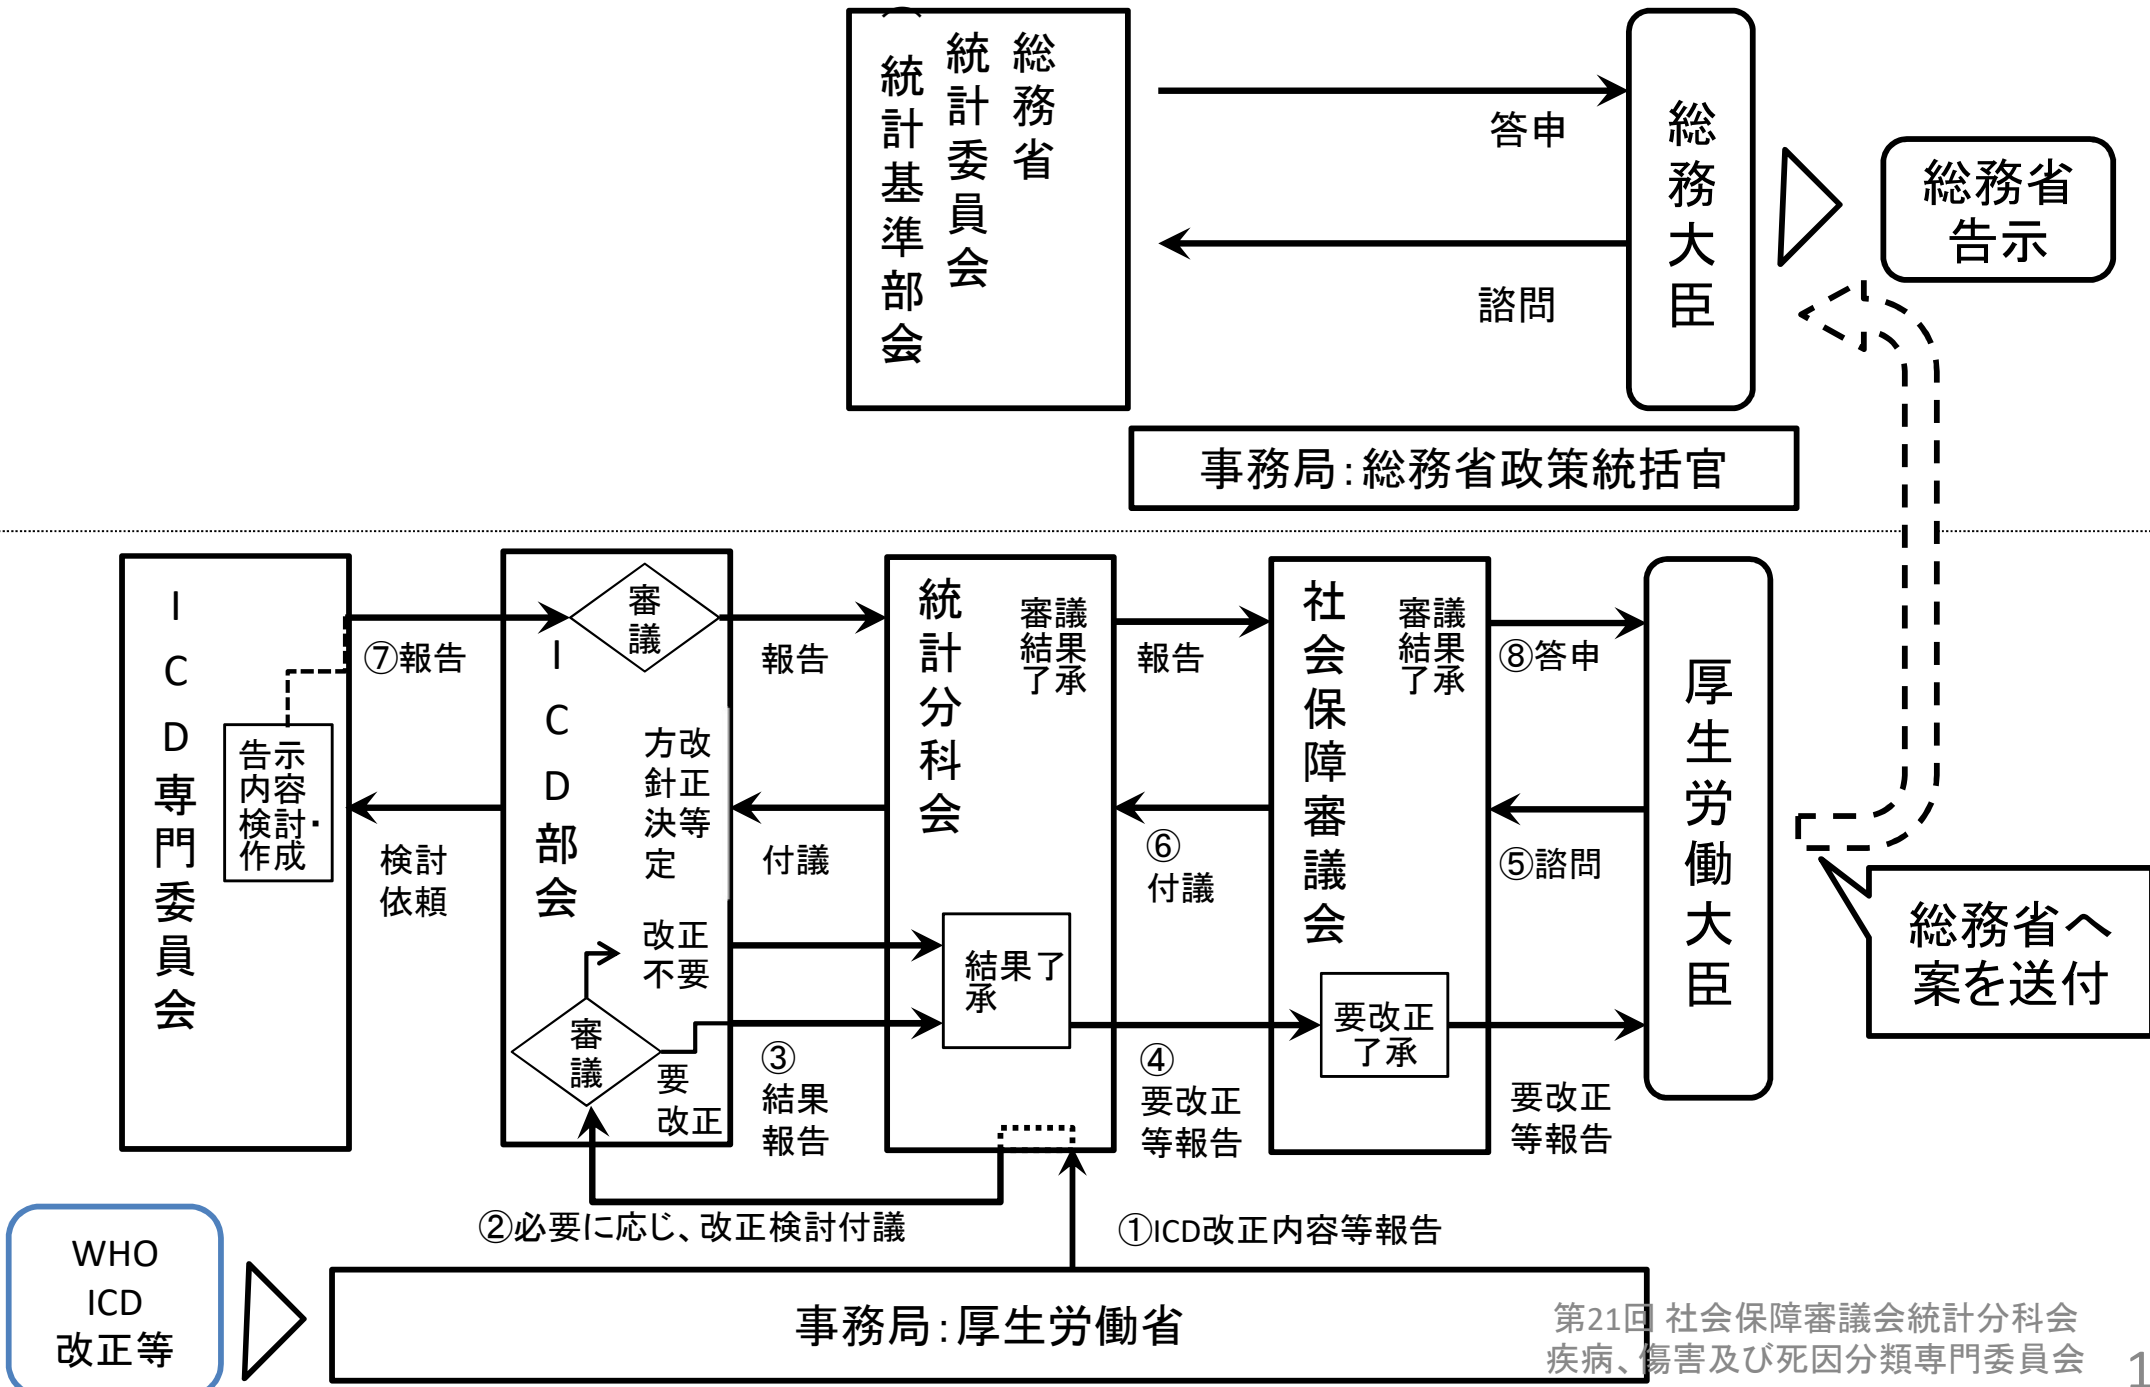 総務省
統計委員会
（統計基準部会
答申
諮問
総務大臣
総務省
告示
事務局：総務省政策統括官
ICD専門委員会
告示
内容
検討・
作成
⑦報告
検討
依頼
ICD部会
審議
改正等
方針決定
改正
不要
審議
要
改正
報告
付議
③
結果
報告
統計分科会
審議
結果
了承
結果了
承
報告
⑥
付議
④
要改正
等報告
社会保障審議会
審議
結果
了承
要改正
了承
⑧答申
⑤諮問
要改正
等報告
厚生労働大臣
総務省へ
案を送付
②必要に応じ、改正検討付議
①ICD改正内容等報告
WHO
ICD
改正等
事務局：厚生労働省
第21回 社会保障審議会統計分科会
疾病、傷害及び死因分類専門委員会
1